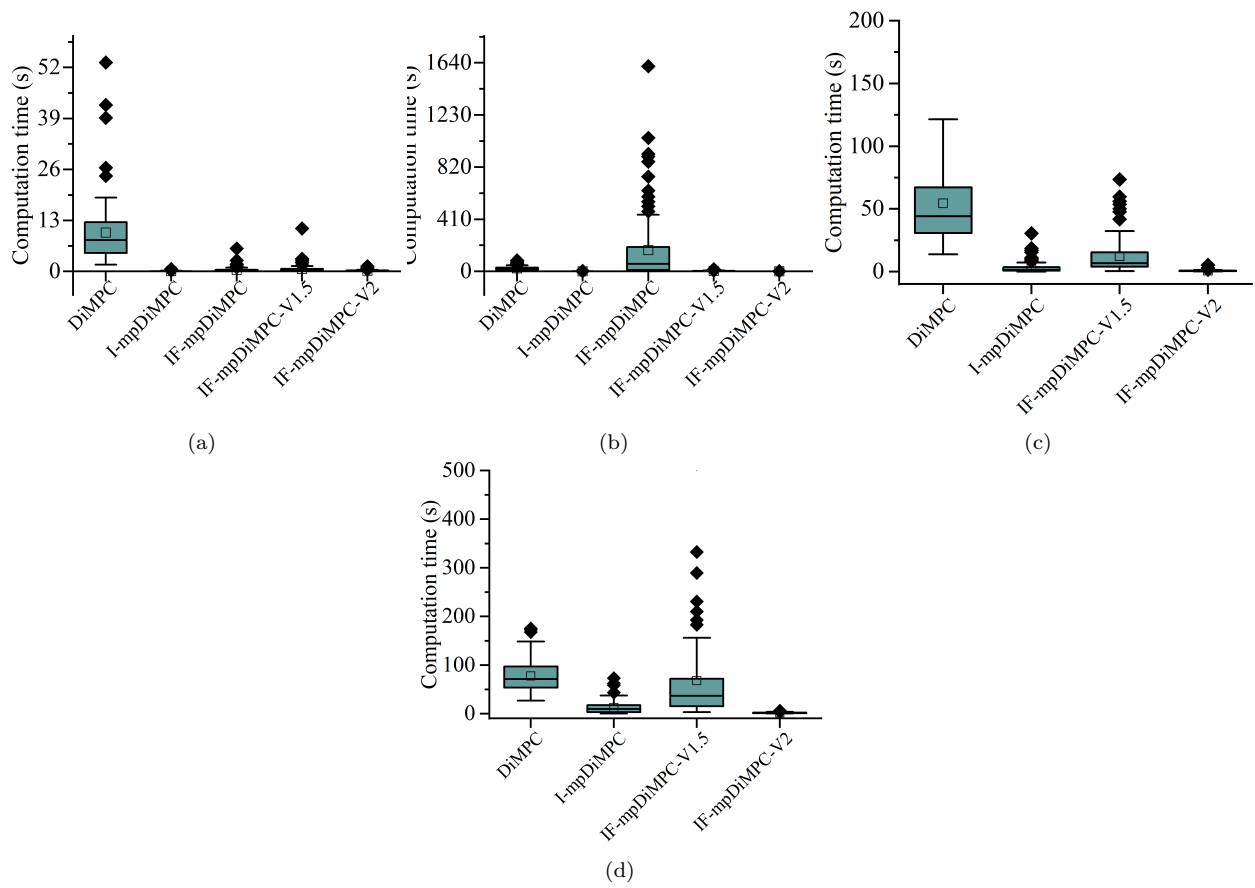 Computation time (s)
52
39
26
13
0
DiMPC
I-mpDiMPC
IF-mpDiMPC
IF-mpDiMPC-V1.5
IF-mpDiMPC-V2
(a)
Computation time (s)
1640
1230
820
410
0
DiMPC
I-mpDiMPC
IF-mpDiMPC
IF-mpDiMPC-V1.5
IF-mpDiMPC-V2
(b)
Computation time (s)
200
150
100
50
0
DiMPC
I-mpDiMPC
IF-mpDiMPC-V1.5
IF-mpDiMPC-V2
(c)
Computation time (s)
500
400
300
200
100
0
DiMPC
I-mpDiMPC
IF-mpDiMPC-V1.5
IF-mpDiMPC-V2
(d)